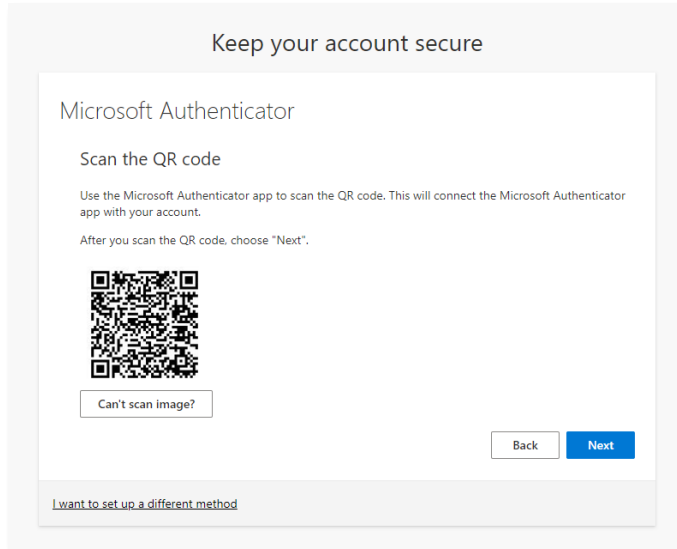 Keep your account secure
Microsoft Authenticator
Scan the QR code
Use the Microsoft Authenticator app to scan the QR code. This will connect the Microsoft Authenticator
app with your account.
After you scan the QR code, choose "Next".
Can't scan image?
Back
Next
I want to set up a different method